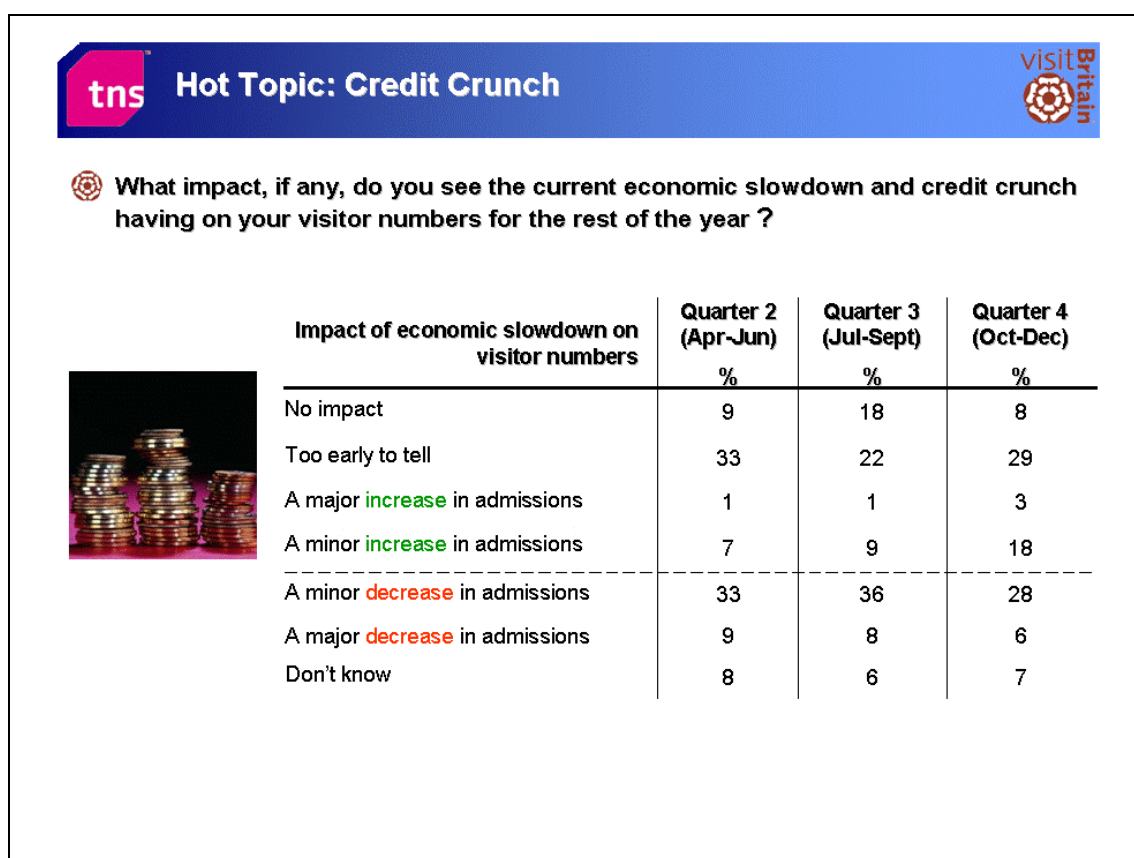 tns
Hot Topic: Credit Crunch
visitBritain
What impact, if any, do you see the current economic slowdown and credit crunch
having on your visitor numbers for the rest of the year ?
Impact of economic slowdown on
visitor numbers
Quarter 2
(Apr-Jun)
%
Quarter 3
(Jul-Sept)
%
Quarter 4
(Oct-Dec)
%
No impact 9 18 8
Too early to tell 33 22 29
A major increase in admissions 1 1 3
A minor increase in admissions 7 9 18
A minor decrease in admissions 33 36 28
A major decrease in admissions 9 8 6
Don't know 8 6 7